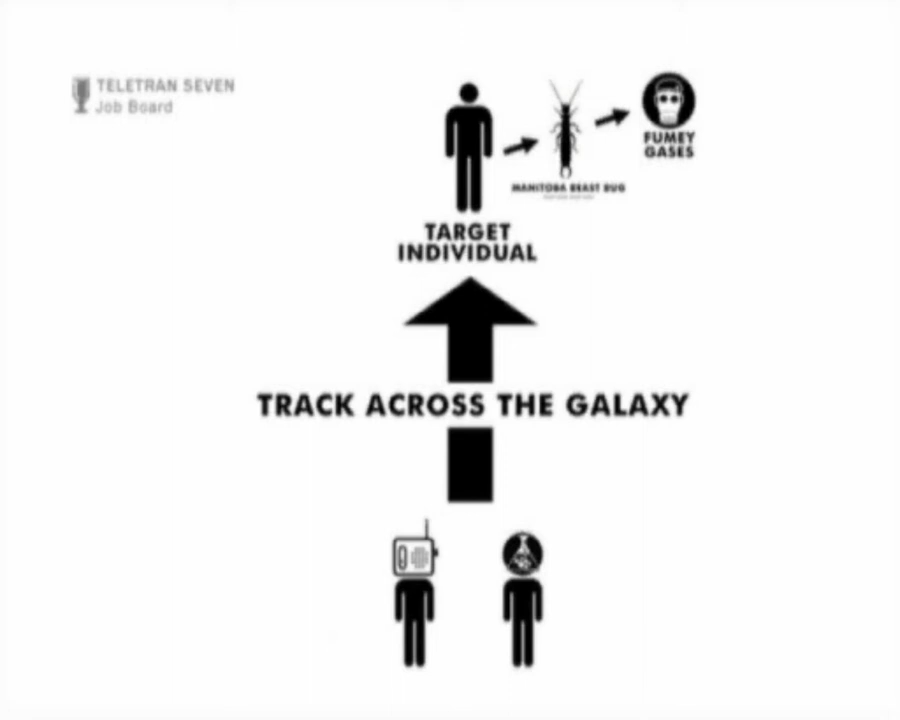 TELETRAN SEVEN
Job Board
FUMEY
GASES
MANITOBA BEAST BUG
TARGET
INDIVIDUAL
TRACK ACROSS THE GALAXY